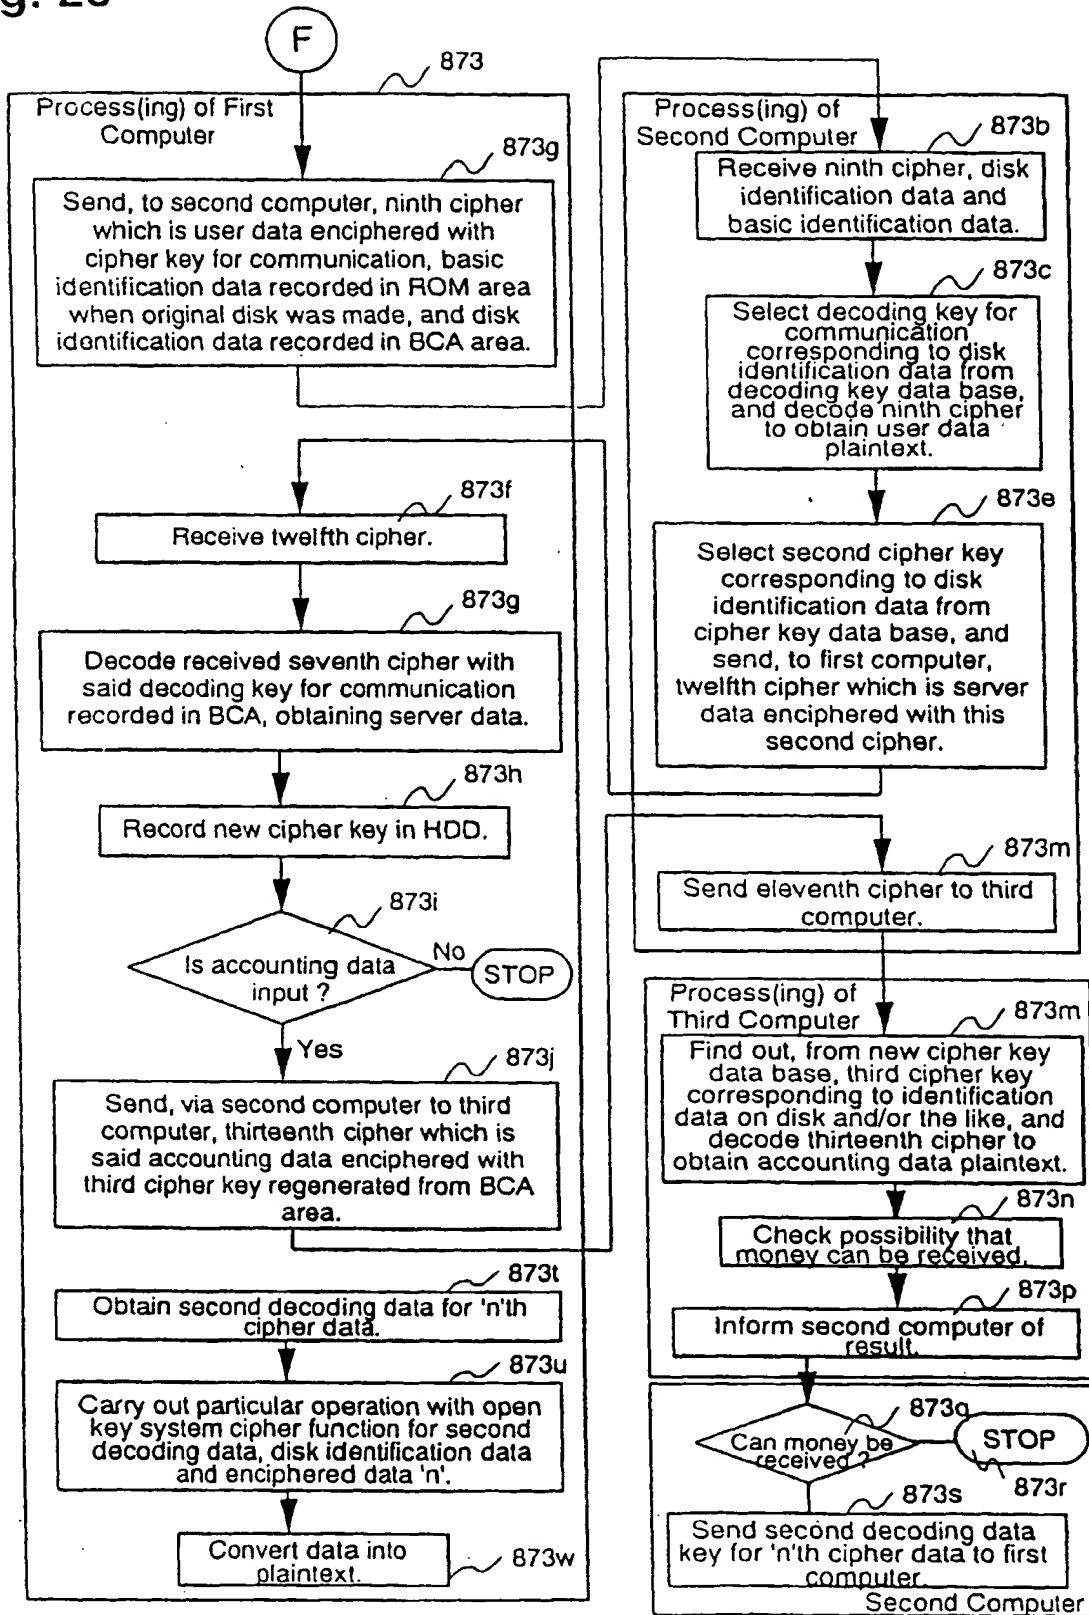 g. 2
F
873
Process(ing) of First
Computer
873g
Send, to second computer, ninth cipher
which is user data enciphered with
cipher key for communication, basic
identification data recorded in ROM area
when original disk was made, and disk
identification data recorded in BCA area.
873f
Receive twelfth cipher.
873g
Decode received seventh cipher with
said decoding key for communication
recorded in BCA, obtaining server data.
873h
Record new cipher key in HDD.
873i
Is accounting data
input ?
No
STOP
Yes
873j
Send, via second computer to third
computer, thirteenth cipher which is
said accounting data enciphered with
third cipher key regenerated from BCA
area.
873t
Obtain second decoding data for 'n'th
cipher data.
873u
Carry out particular operation with open
key system cipher function for second
decoding data, disk identification data
and enciphered data 'n'.
Convert data into
plaintext.
873w
Process(ing) of
Second Computer
873b
Receive ninth cipher, disk
identification data and
basic identification data.
873c
Select decoding key for
communication
corresponding to disk
identification data from
decoding key data base,
and decode ninth cipher
to obtain user data
plaintext.
873e
Select second cipher key
corresponding to disk
identification data from
cipher key data base, and
send, to first computer,
twelfth cipher which is server
data enciphered with this
second cipher.
873m
Send eleventh cipher to third
computer.
Process(ing) of
Third Computer
873m
Find out, from new cipher key
data base, third cipher key
corresponding to identification
data on disk and/or the like, and
decode thirteenth cipher to
obtain accounting data plaintext.
873n
Check possibility that
money can be received.
873p
Inform second computer of
result.
873q
Can money be
received ?
STOP
873r
873s
Send second decoding data
key for 'n'th cipher data to first
computer.
Second Computer